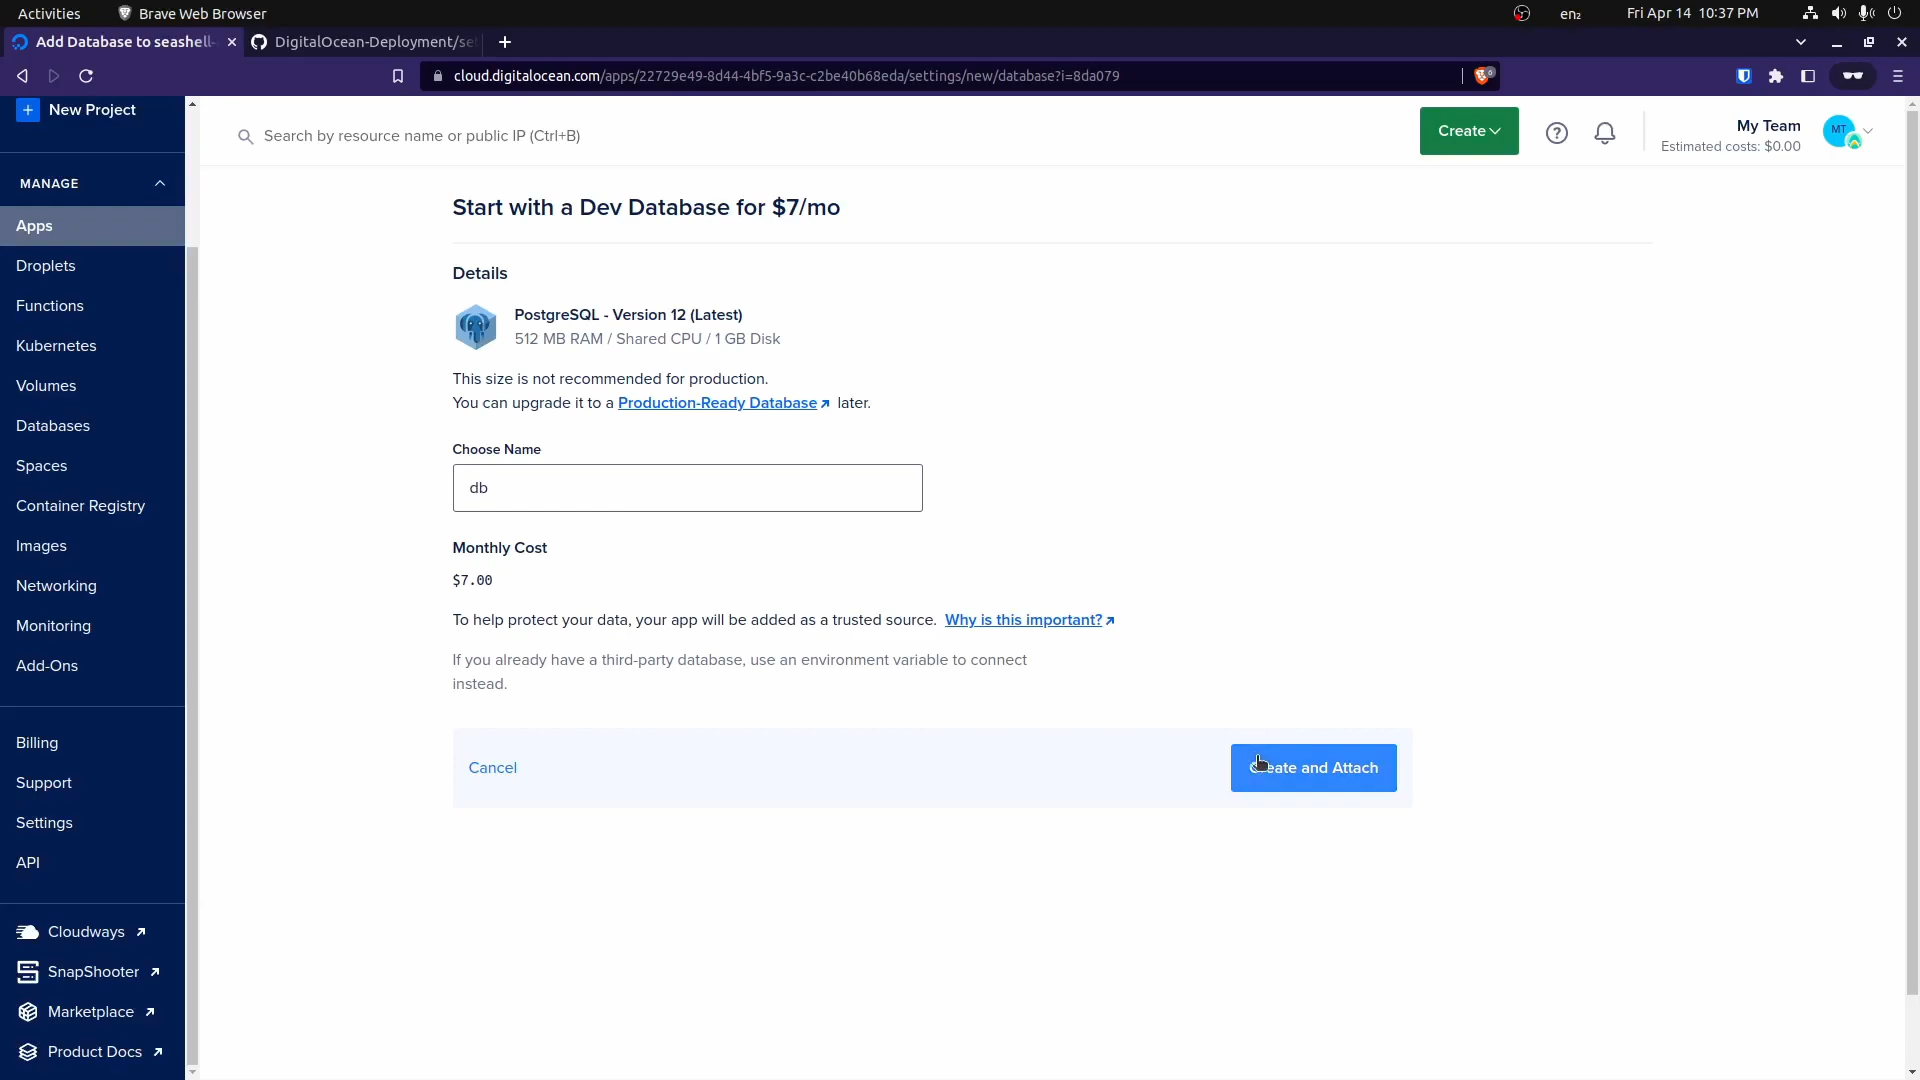 Activities
Brave Web Browser
en₂
Fri Apr 14 10:37 PM
Add Database to seashell-
DigitalOcean-Deployment/se
cloud.digitalocean.com/apps/22729e49-8d44-4bf5-9a3c-c2be40b68eda/settings/new/database?i=8da079
6
New Project
Search by resource name or public IP (Ctrl+B)
Create
My Team
Estimated costs: $0.00
MT
MANAGE
Apps
Droplets
Functions
Kubernetes
Volumes
Databases
Spaces
Container Registry
Images
Networking
Monitoring
Add-Ons
Billing
Support
Settings
API
Cloudways
SnapShooter
Marketplace
Product Docs
Start with a Dev Database for $7/mo
Details
PostgreSQL - Version 12 (Latest)
512 MB RAM / Shared CPU / 1 GB Disk
This size is not recommended for production.
You can upgrade it to a Production-Ready Database later.
Choose Name
db
Monthly Cost
$7.00
To help protect your data, your app will be added as a trusted source. Why is this important?
If you already have a third-party database, use an environment variable to connect
instead.
Cancel
Create and Attach